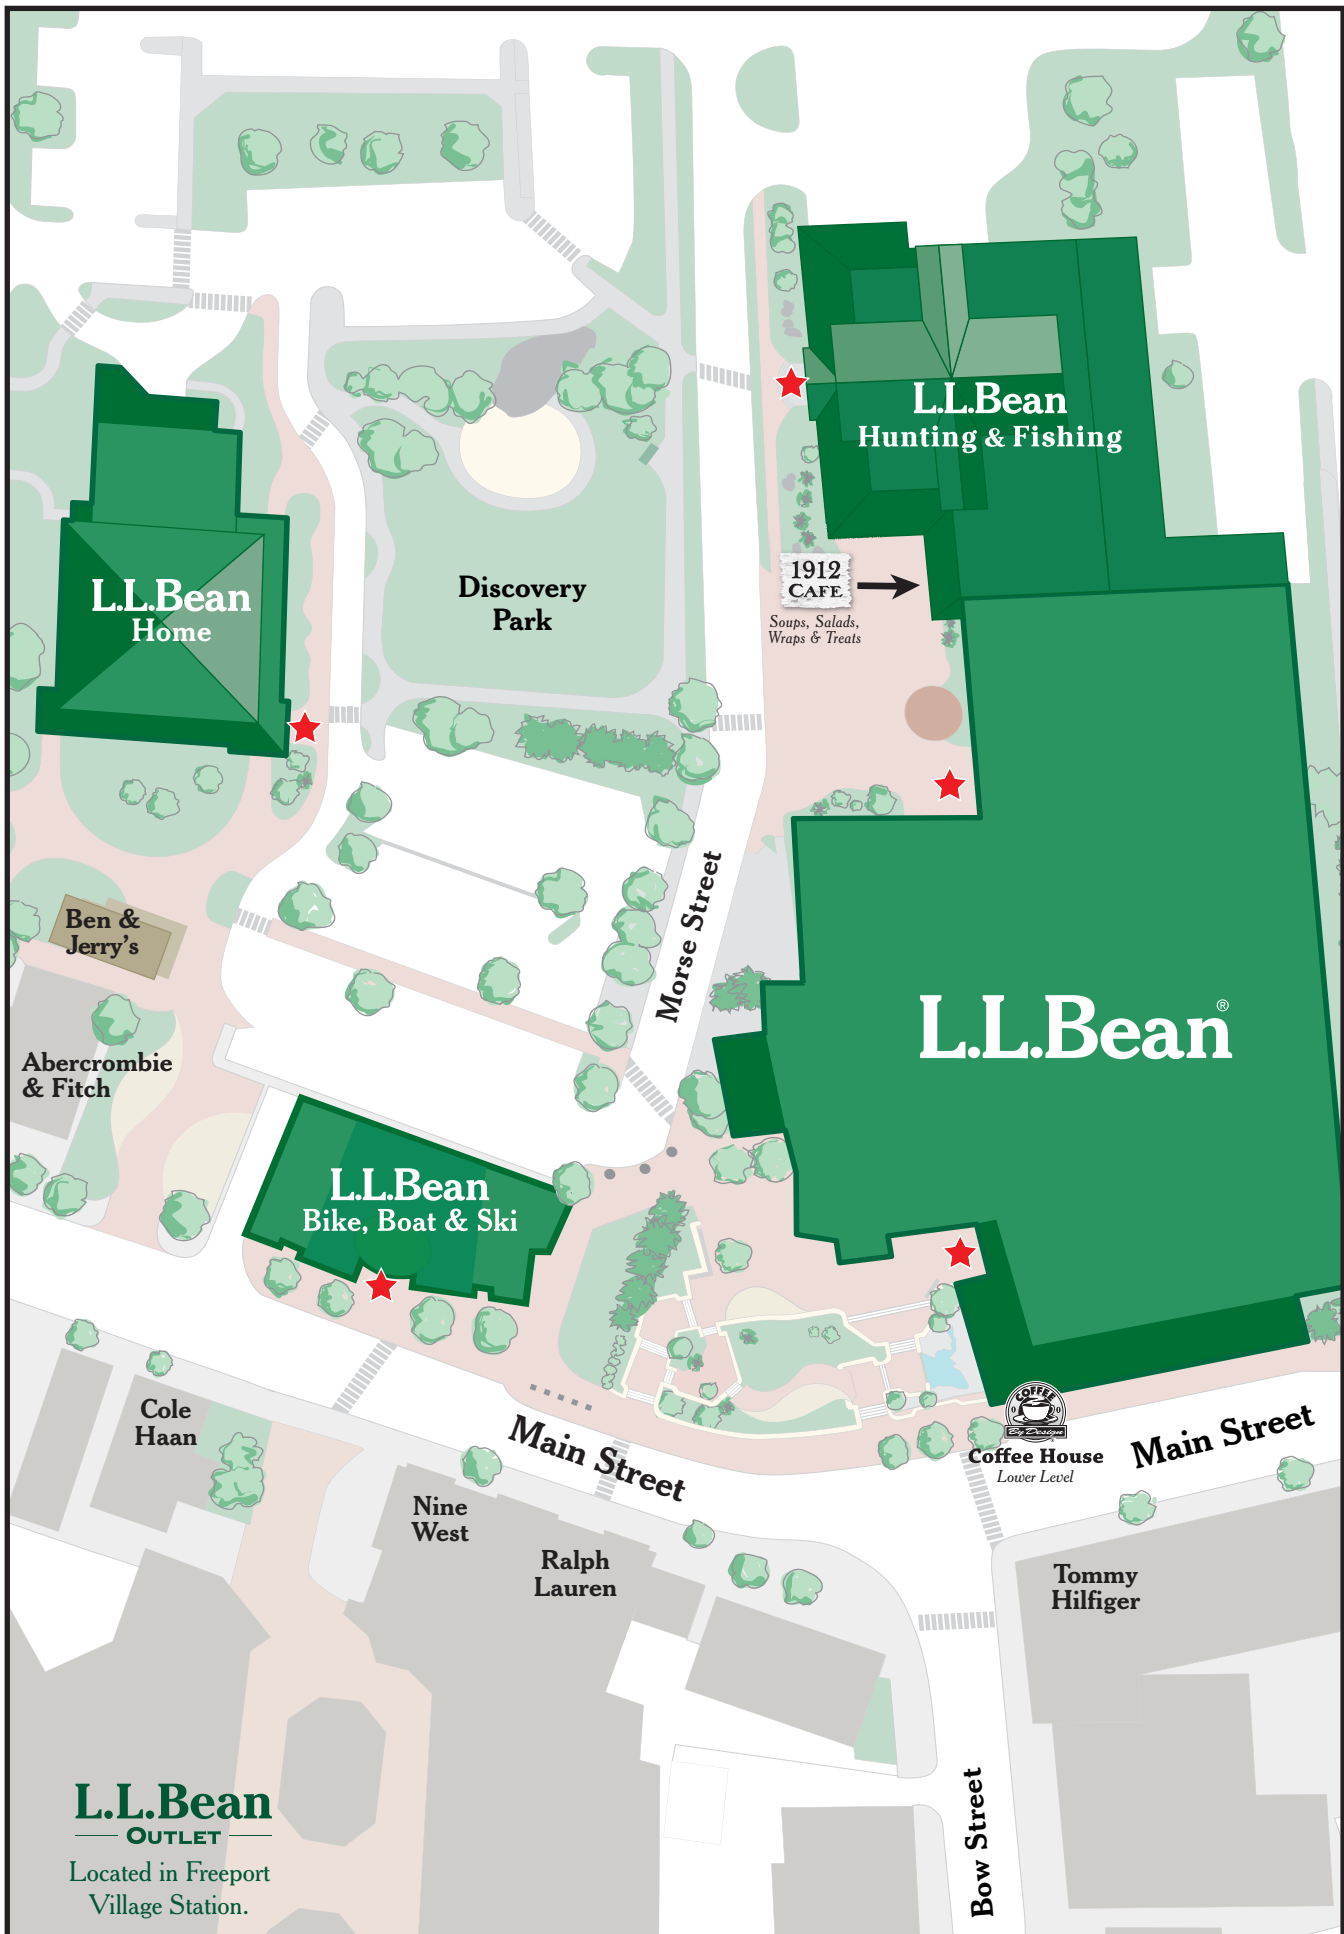 L.L.Bean
Hunting & Fishing
1912
CAFE
Soups, Salads,
Wraps & Treats
L.L.Bean
Home
Discovery
Park
Morse Street
Ben &
Jerry's
L.L.Bean®
Abercrombie
& Fitch
L.L.Bean
Bike, Boat & Ski
COFFEE
By Design
Coffee House
Lower Level
Main Street
Main Street
Cole
Haan
Nine
West
Ralph
Lauren
Tommy
Hilfiger
Bow Street
L.L.Bean
OUTLET
Located in Freeport
Village Station.